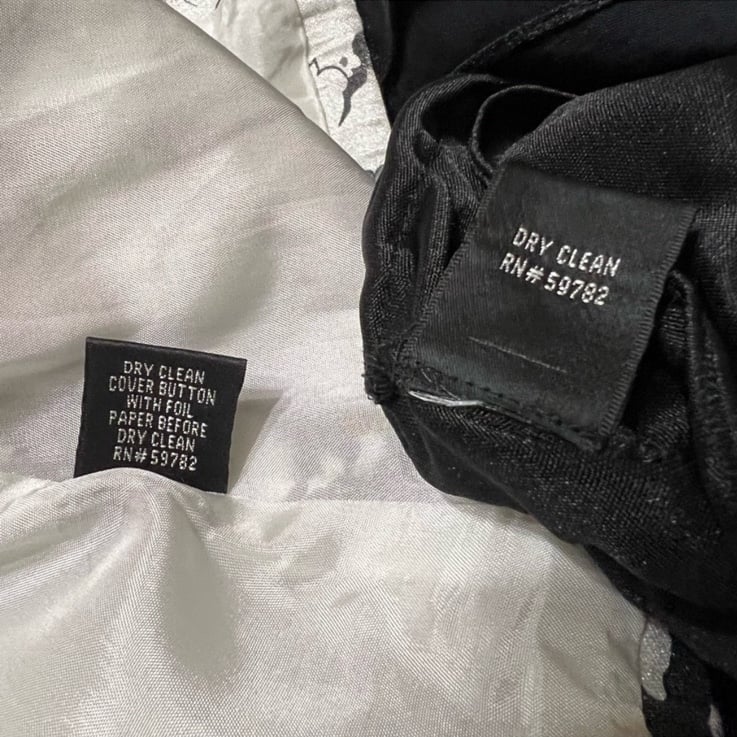 DRY CLEAN
COVER BUTTON
WITH FOIL
PAPER BEFORE
DRY CLEAN
RN# 59782
DRY CLEAN
RN# 59782